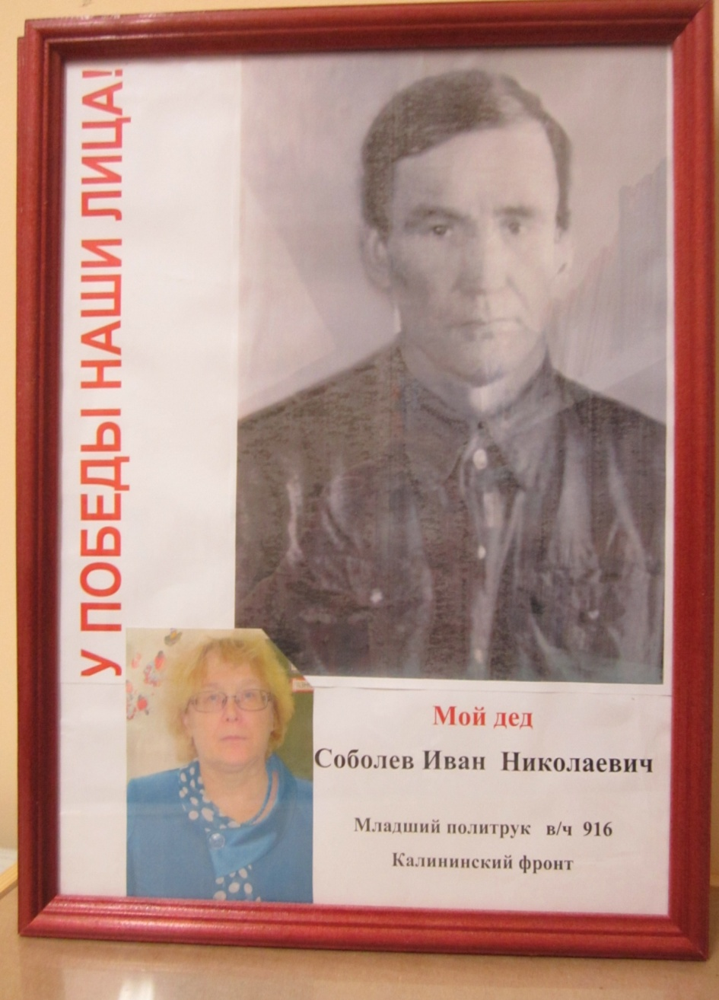 У ПОБЕДЫ НАШИ ЛИЦА!
Мой дед
Соболев Иван Николаевич
Младший политрук в/ч 916
Калининский фронт